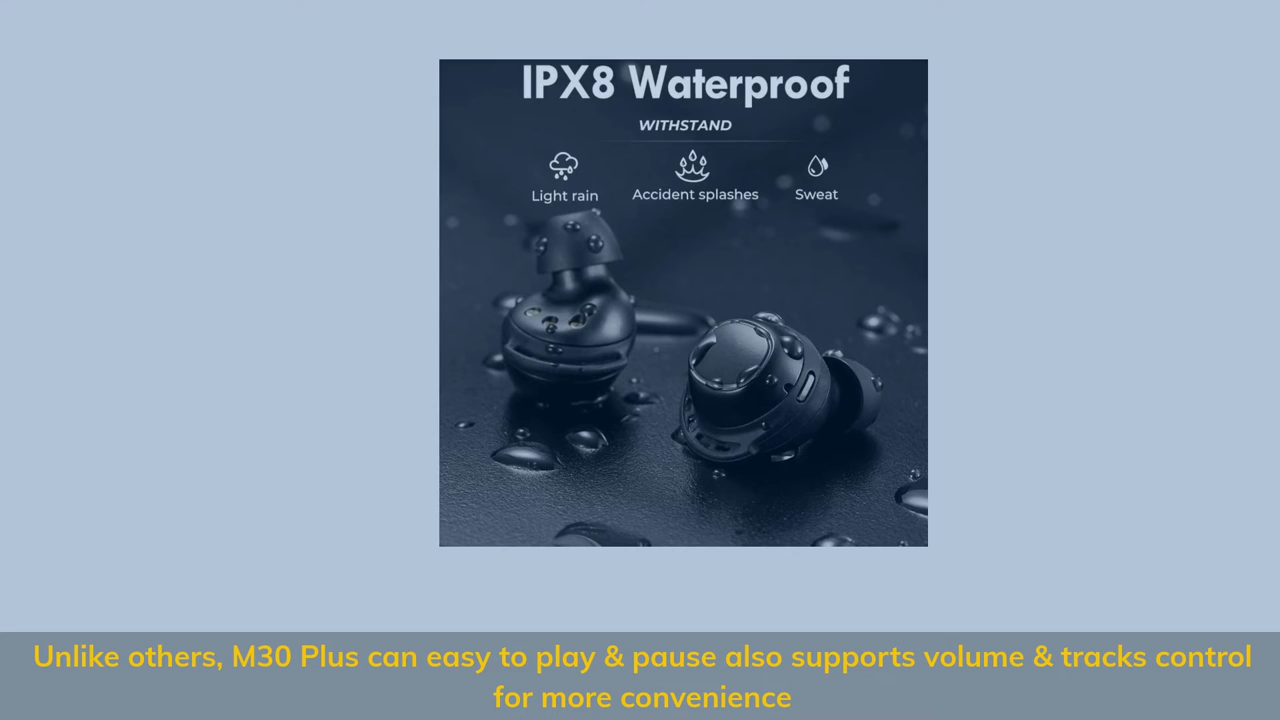 IPX8 Waterproof
WITHSTAND
Light rain
Accident splashes
Sweat
Unlike others, M30 Plus can easy to play & pause also supports volume & tracks control
for more convenience